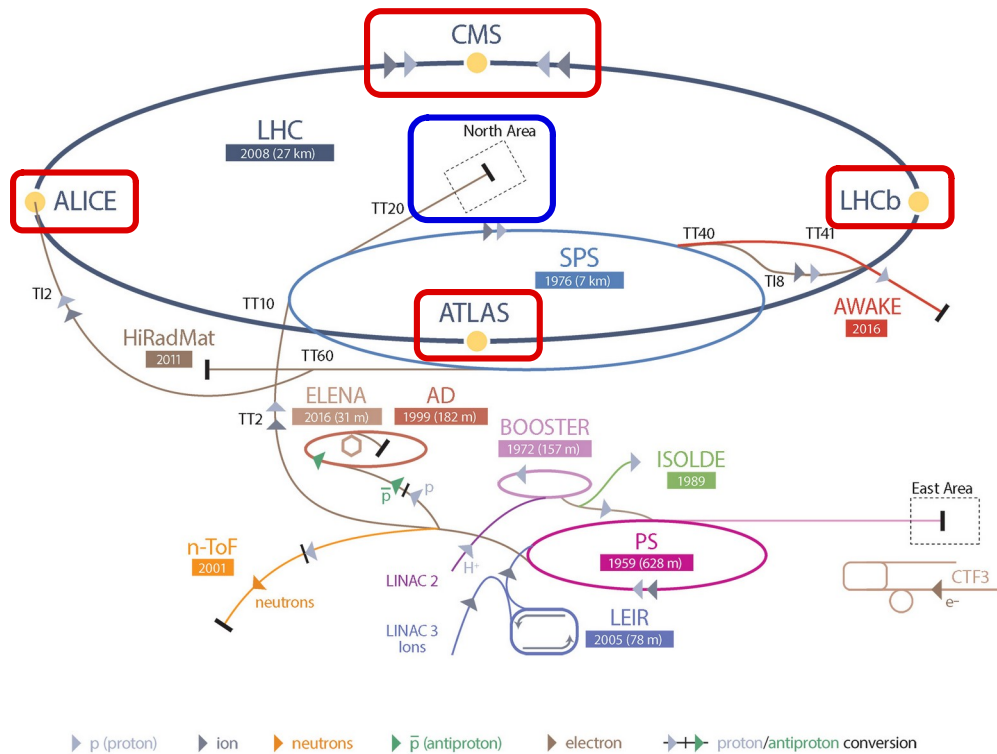 CMS
North Area
LHC
2008 (27 km)
ALICE
LHCb
TT20
TT40
TT41
SPS
1976 (7 km)
TI8
TI2
TT10
ATLAS
AWAKE
2016
HiRadMat
2011
TT60
ELENA
2016 (31 m)
AD
1999 (182 m)
TT2
BOOSTER
1972 (157 m)
ISOLDE
1989
p
p̅
East Area
n-ToF
2001
PS
1959 (628 m)
H⁺
LINAC 2
neutrons
CTF3
e⁻
LEIR
2005 (78 m)
LINAC 3
Ions
p (proton)
ion
neutrons
p̅ (antiproton)
electron
proton/antiproton conversion